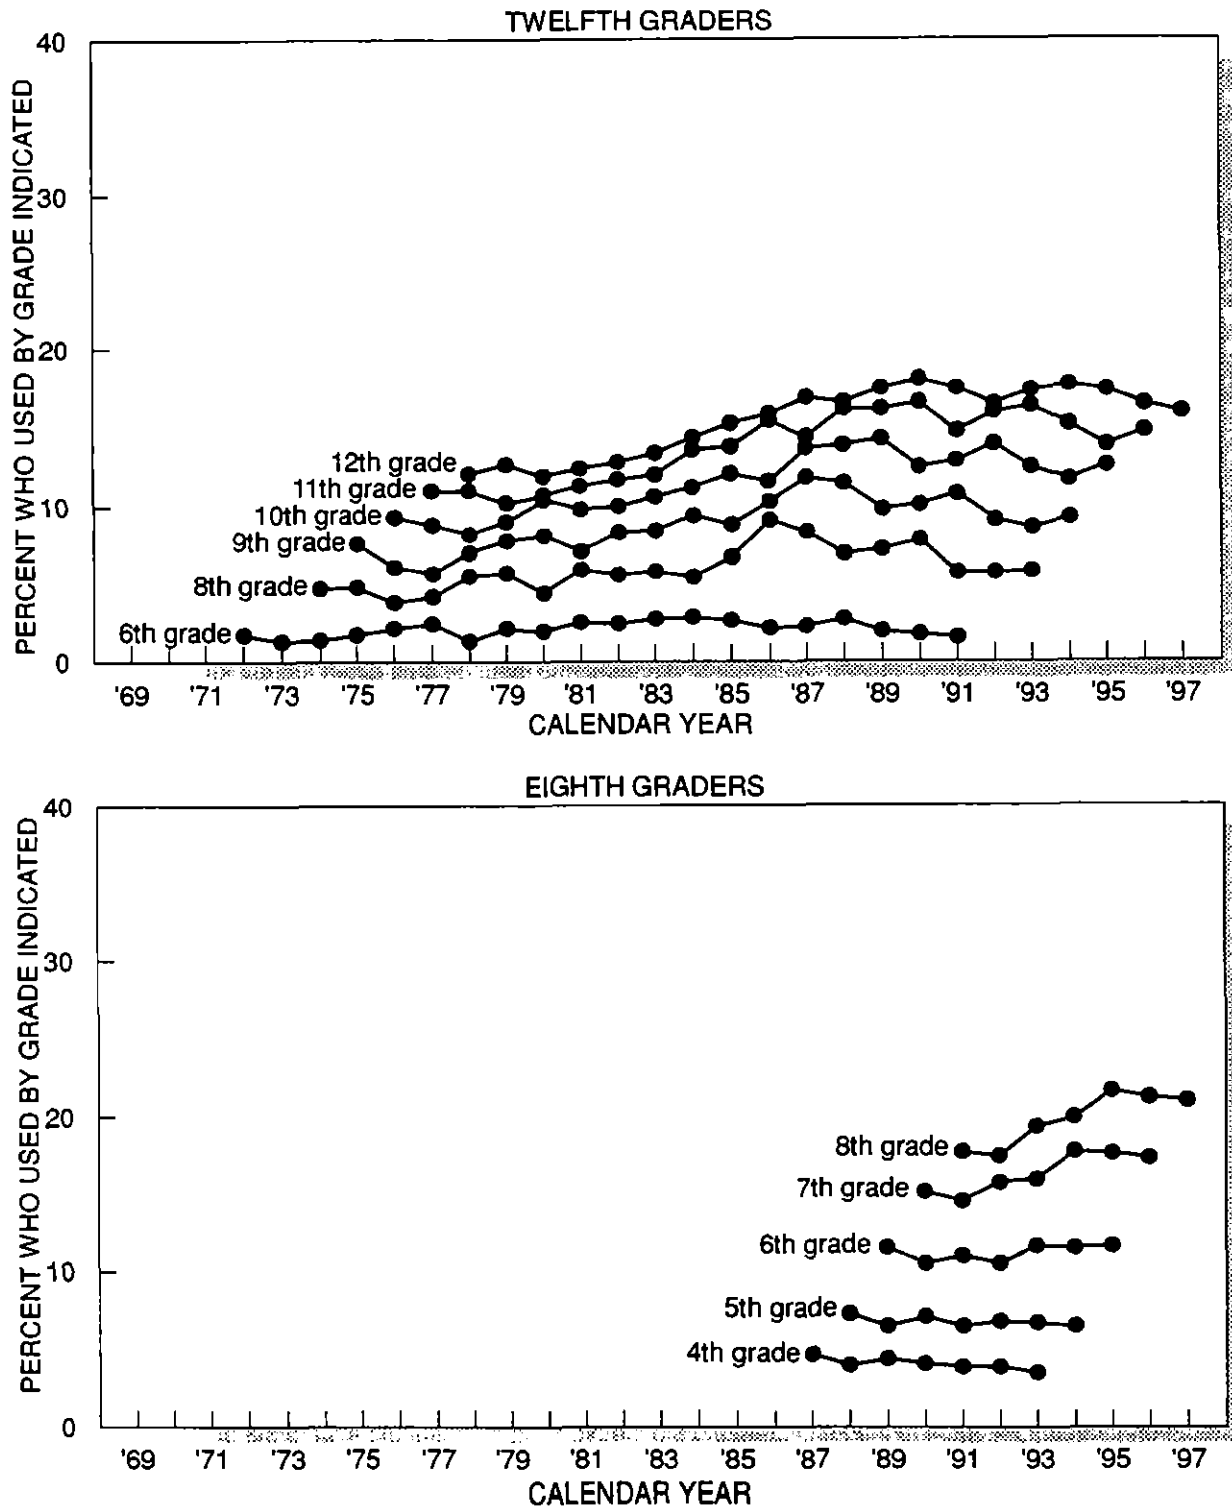 TWELFTH GRADERS
PERCENT WHO USED BY GRADE INDICATED
40
30
20
10
0
12th grade
11th grade
10th grade
9th grade
8th grade
6th grade
'69 '71 '73 '75 '77 '79 '81 '83 '85 '87 '89 '91 '93 '95 '97
CALENDAR YEAR
EIGHTH GRADERS
PERCENT WHO USED BY GRADE INDICATED
40
30
20
10
0
8th grade
7th grade
6th grade
5th grade
4th grade
'69 '71 '73 '75 '77 '79 '81 '83 '85 '87 '89 '91 '93 '95 '97
CALENDAR YEAR